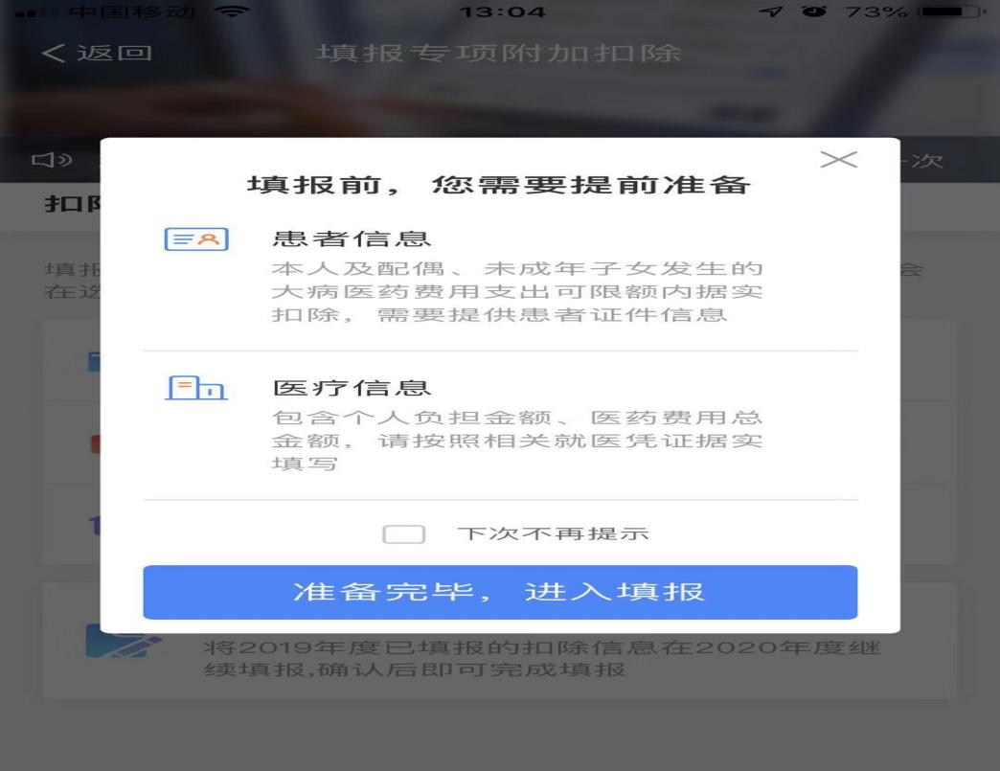 中国移动
13:04
73%
返回
填报专项附加扣除
次
扣
填报
在
会
填报前，您需要提前准备
患者信息
本人及配偶、未成年子女发生的
大病医药费用支出可限额内据实
扣除，需要提供患者证件信息
医疗信息
包含个人负担金额、医药费用总
金额，请按照相关就医凭证据实
填写
下次不再提示
准备完毕，进入填报
将2019年度已填报的扣除信息在2020年度继
续填报,确认后即可完成填报